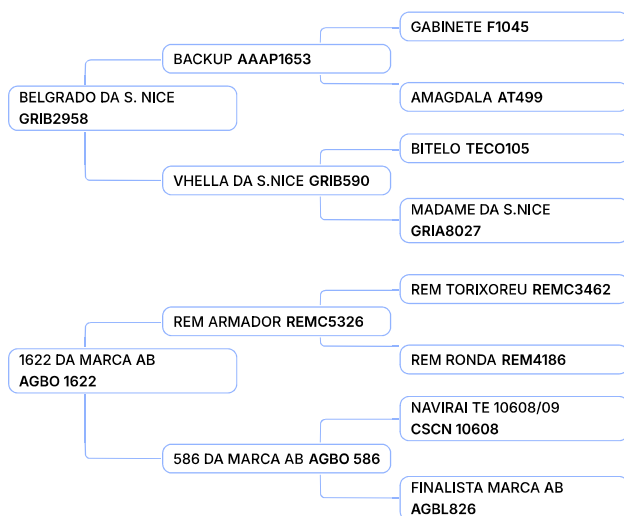 GABINETE F1045
BACKUP AAAP1653
BELGRADO DA S. NICE
GRIB2958
AMAGDALA AT499
BITELO TECO105
VHELLA DA S.NICE GRIB590
MADAME DA S.NICE
GRIA8027
REM TORIXOREU REMC3462
REM ARMADOR REMC5326
1622 DA MARCA AB
AGBO 1622
REM RONDA REM4186
NAVIRAI TE 10608/09
CSCN 10608
586 DA MARCA AB AGBO 586
FINALISTA MARCA AB
AGBL826